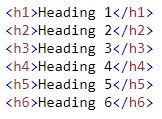 <h1>Heading 1</h1>
<h2>Heading 2</h2>
<h3>Heading 3</h3>
<h4>Heading 4</h4>
<h5>Heading 5</h5>
<h6>Heading 6</h6>